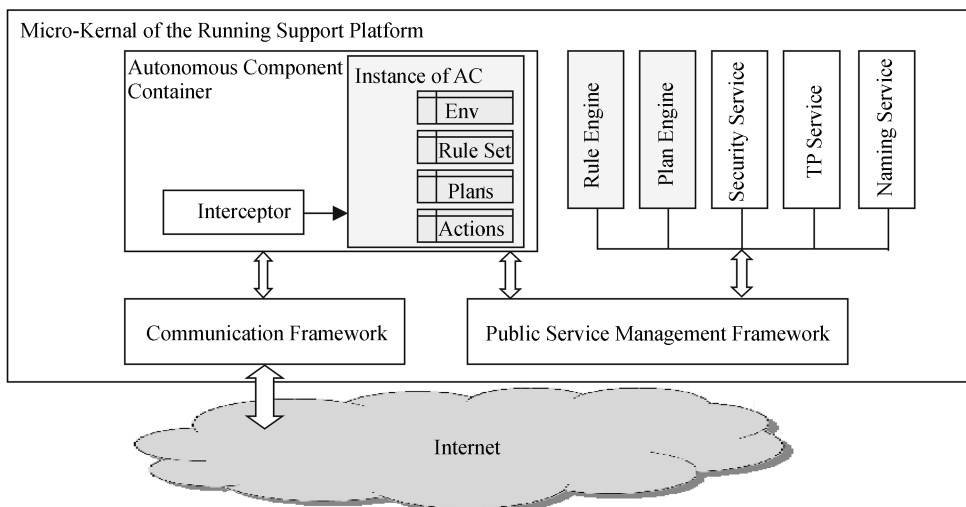 Micro-Kernal of the Running Support Platform
Autonomous Component
Container
Instance of AC
Env
Rule Set
Plans
Actions
Interceptor
Rule Engine
Plan Engine
Security Service
TP Service
Naming Service
Communication Framework
Public Service Management Framework
Internet